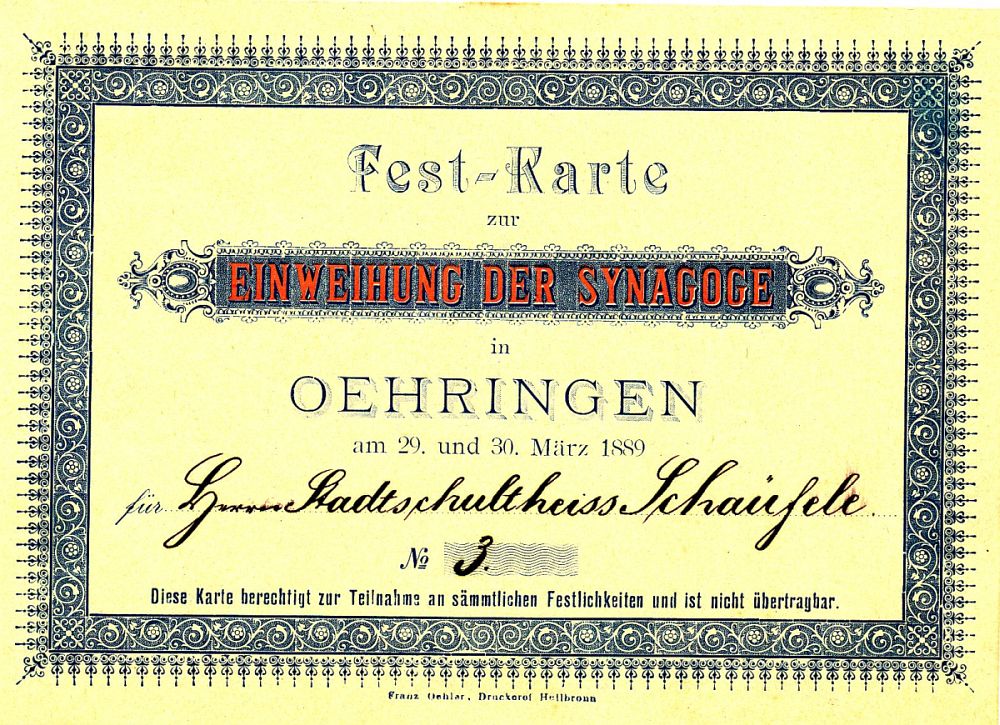 Fest-Karte
zur
EINWEIHUNG DER SYNAGOGE
in
OEHRINGEN
am 29. und 30. März 1889
für Herrn Stadtschultheiss Schäufele
No 3.
Diese Karte berechtigt zur Teilnahme an sämmtlichen Festlichkeiten und ist nicht übertragbar.
Franz Oehler, Druckerei Heilbronn